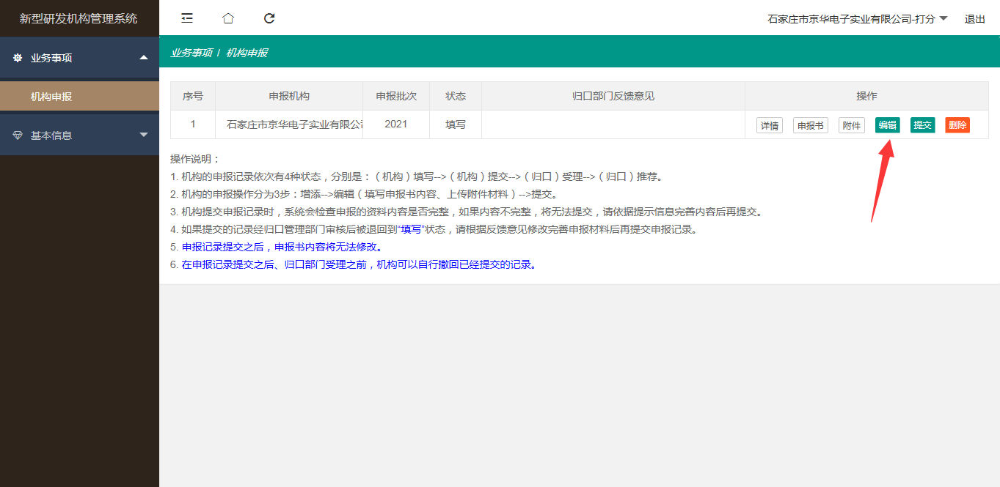 新型研发机构管理系统
石家庄市京华电子实业有限公司-打分
退出
业务事项
机构申报
基本信息
业务事项 / 机构申报
序号 申报机构 申报批次 状态 归口部门反馈意见 操作
1 石家庄市京华电子实业有限公 2021 填写 详情 申报书 附件 编辑 提交 删除
操作说明：
1. 机构的申报记录依次有4种状态，分别是：（机构）填写-->（机构）提交-->（归口）受理-->（归口）推荐。
2. 机构的申报操作分为3步：增添-->编辑（填写申报书内容、上传附件材料）-->提交。
3. 机构提交申报记录时，系统会检查申报的资料内容是否完整，如果内容不完整，将无法提交，请依据提示信息完善内容后再提交。
4. 如果提交的记录经归口管理部门审核后被退回到“填写”状态，请根据反馈意见修改完善申报材料后再提交申报记录。
5. 申报记录提交之后，申报书内容将无法修改。
6. 在申报记录提交之后、归口部门受理之前，机构可以自行撤回已经提交的记录。